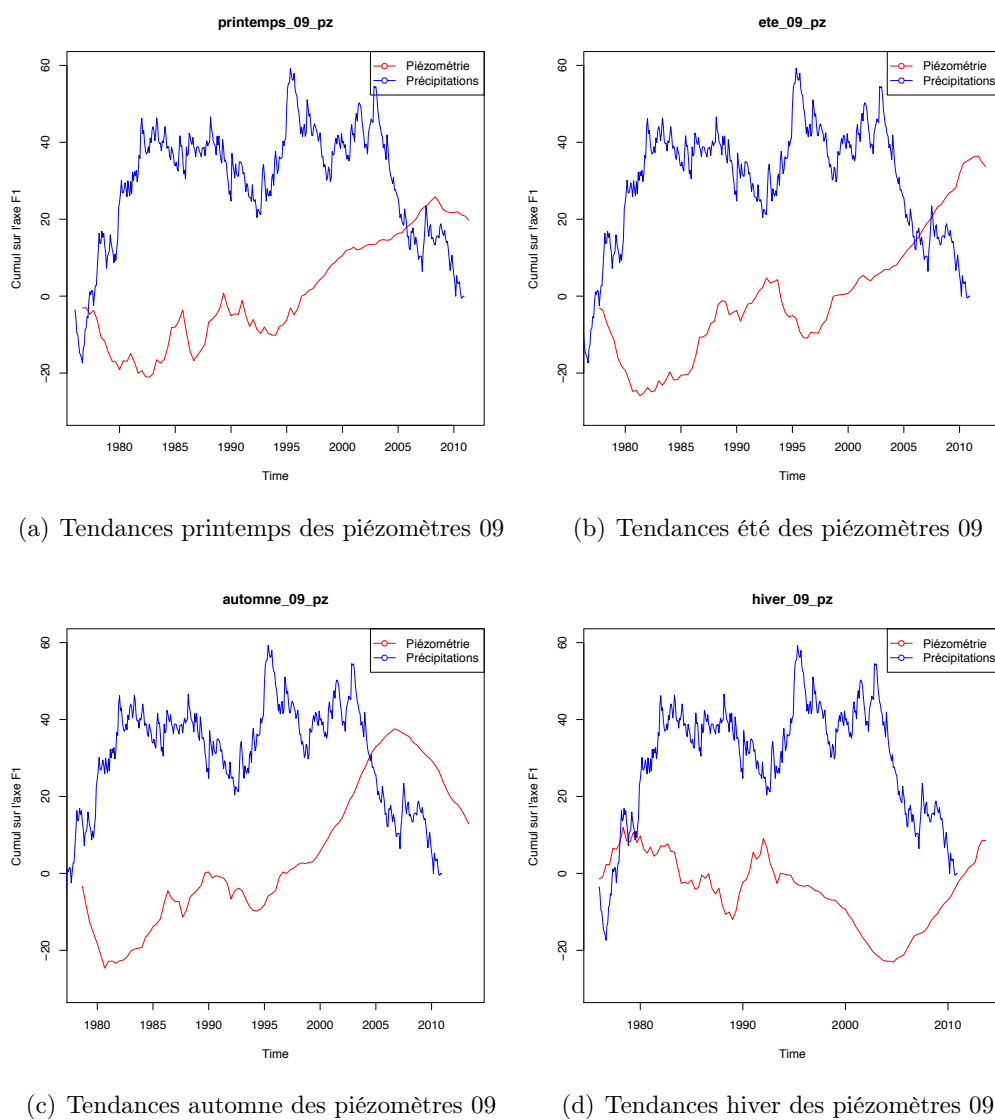 printemps_09_pz
Piézométrie
Précipitations
Cumul sur l'axe F1
60
40
20
0
−20
1980 1985 1990 1995 2000 2005 2010
Time
(a) Tendances printemps des piézomètres 09
ete_09_pz
Piézométrie
Précipitations
Cumul sur l'axe F1
60
40
20
0
−20
1980 1985 1990 1995 2000 2005 2010
Time
(b) Tendances été des piézomètres 09
automne_09_pz
Piézométrie
Précipitations
Cumul sur l'axe F1
60
40
20
0
−20
1980 1985 1990 1995 2000 2005 2010
Time
(c) Tendances automne des piézomètres 09
hiver_09_pz
Piézométrie
Précipitations
Cumul sur l'axe F1
60
40
20
0
−20
1980 1990 2000 2010
Time
(d) Tendances hiver des piézomètres 09